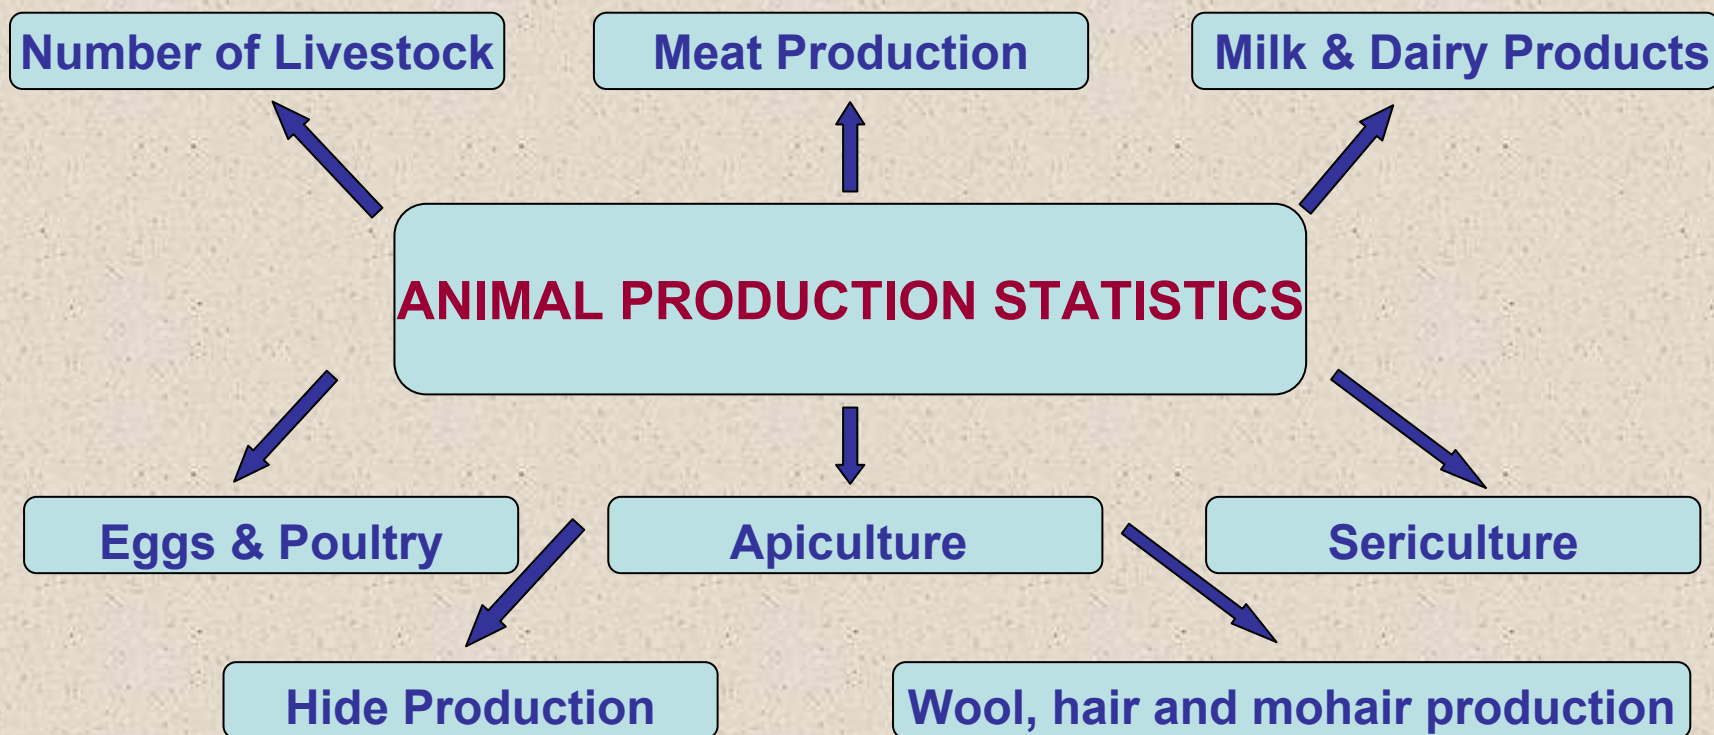 Number of Livestock
Meat Production
Milk & Dairy Products
ANIMAL PRODUCTION STATISTICS
Eggs & Poultry
Apiculture
Sericulture
Hide Production
Wool, hair and mohair production